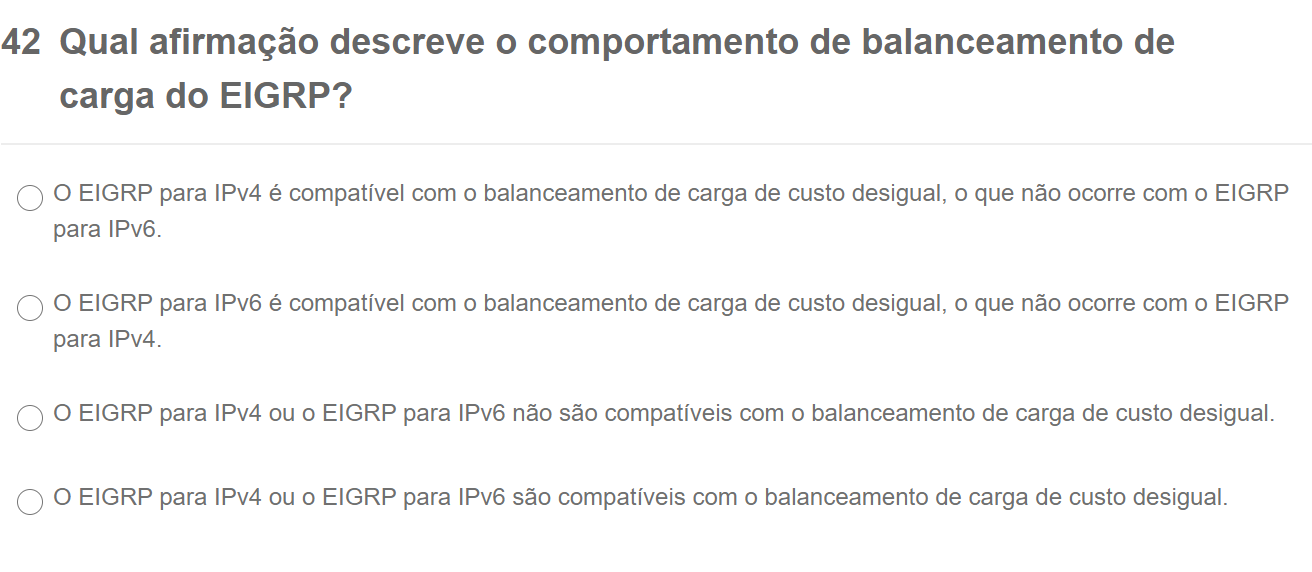 42 Qual afirmação descreve o comportamento de balanceamento de
carga do EIGRP?
O EIGRP para IPv4 é compatível com o balanceamento de carga de custo desigual, o que não ocorre com o EIGRP
para IPv6.
O EIGRP para IPv6 é compatível com o balanceamento de carga de custo desigual, o que não ocorre com o EIGRP
para IPv4.
O EIGRP para IPv4 ou o EIGRP para IPv6 não são compatíveis com o balanceamento de carga de custo desigual.
O EIGRP para IPv4 ou o EIGRP para IPv6 são compatíveis com o balanceamento de carga de custo desigual.